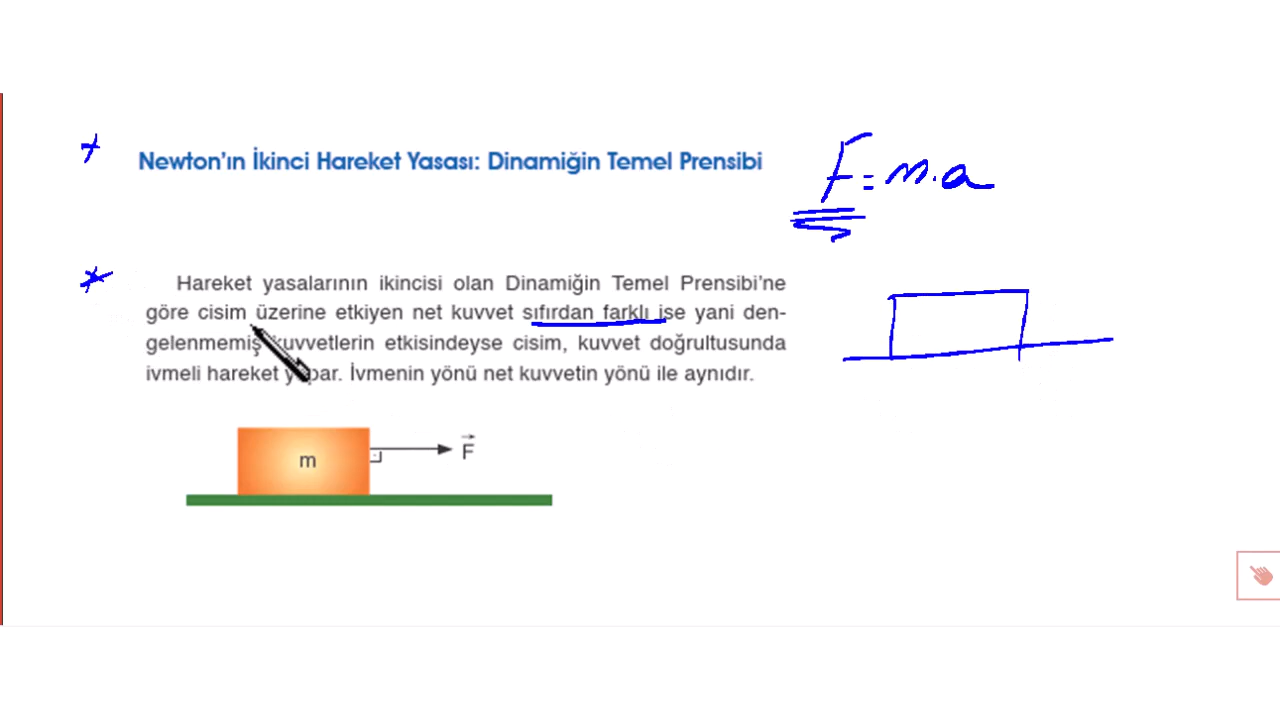 Newton'ın İkinci Hareket Yasası: Dinamiğin Temel Prensibi
F = m.a
Hareket yasalarının ikincisi olan Dinamiğin Temel Prensibi'ne
göre cisim üzerine etkiyen net kuvvet sıfırdan farklı ise yani den-
gelenmemiş kuvvetlerin etkisindeyse cisim, kuvvet doğrultusunda
ivmeli hareket yapar. İvmenin yönü net kuvvetin yönü ile aynıdır.
F
m